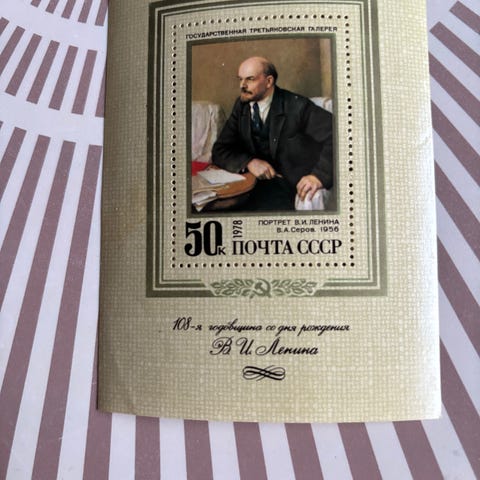 ГОСУДАРСТВЕННАЯ ТРЕТЬЯКОВСКАЯ ГАЛЕРЕЯ
ПОРТРЕТ В.И. ЛЕНИНА
В.А. Серов. 1956
50к 1978 ПОЧТА СССР
108-я годовщина со дня рождения
В. И. Ленина